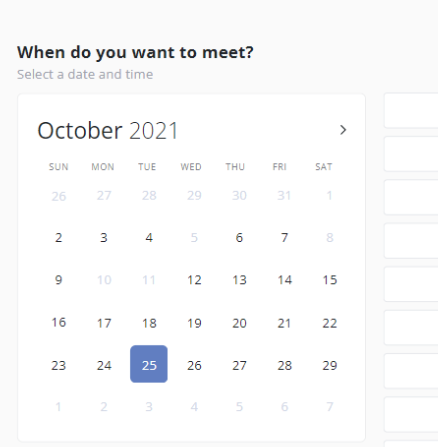 When do you want to meet?
Select a date and time
October 2021
SUN MON TUE WED THU FRI SAT
26 27 28 29 30 31 1
2 3 4 5 6 7 8
9 10 11 12 13 14 15
16 17 18 19 20 21 22
23 24 25 26 27 28 29
1 2 3 4 5 6 7